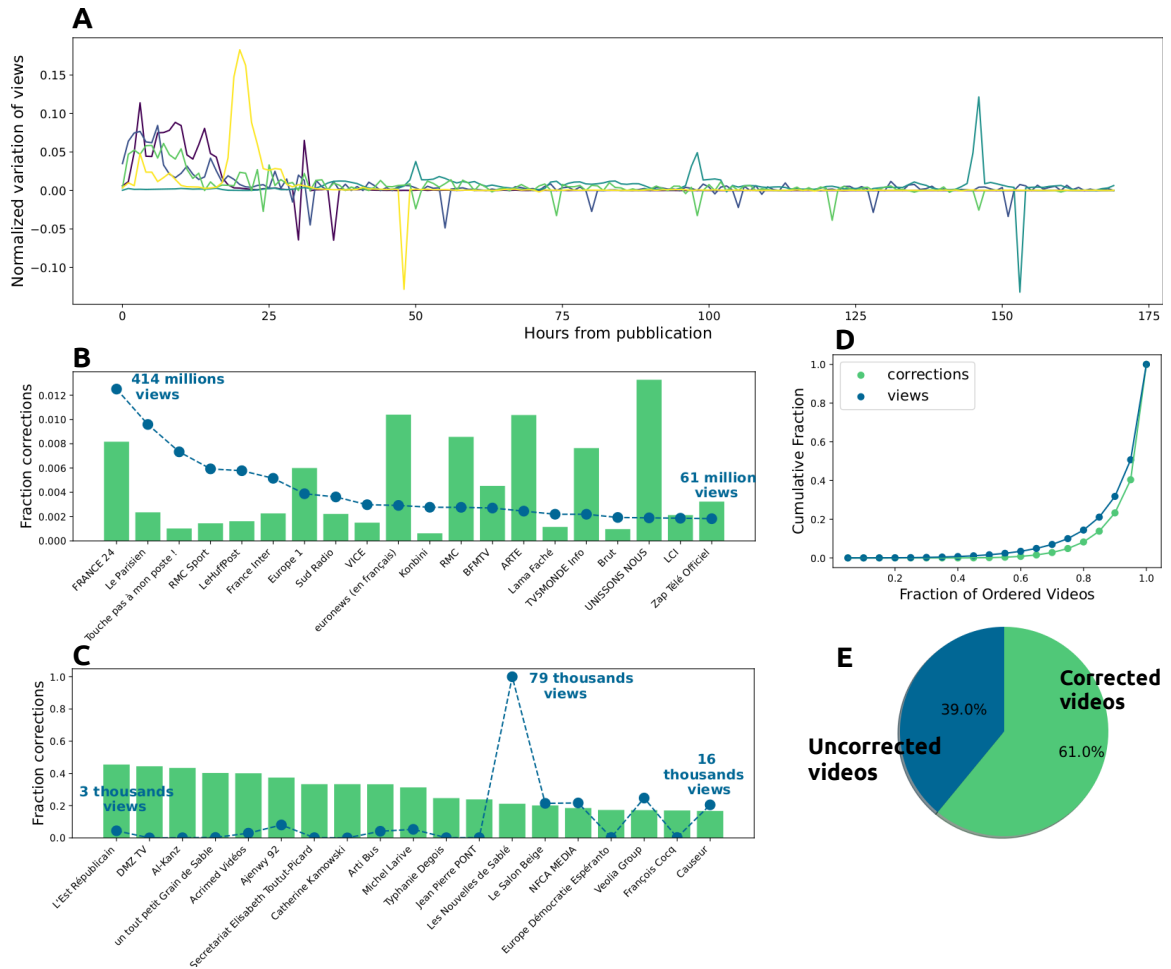 A
Normalized variation of views
0.15
0.10
0.05
0.00
−0.05
−0.10
0
25
50
75
100
125
150
175
Hours from pubblication
B
Fraction corrections
0.012
0.010
0.008
0.006
0.004
0.002
0.000
414 millions
views
61 million
views
FRANCE 24
Le Parisien
Touche pas à mon poste !
RMC Sport
LeHuffPost
France Inter
Europe 1
Sud Radio
VICE
euronews (en français)
Konbini
RMC
BFMTV
ARTE
Lama Faché
TV5MONDE Info
Brut
UNISSONS NOUS
LCI
Zap Télé Officiel
C
Fraction corrections
1.0
0.8
0.6
0.4
0.2
0.0
3 thousands
views
79 thousands
views
16
thousands
views
L'Est Républicain
DMZ TV
Al-Kanz
un tout petit Grain de Sable
Acrimed Vidéos
Ajenwy 92
Secretariat Elisabeth Toutut-Picard
Catherine Kamowski
Arti Bus
Michel Larive
Typhanie Degois
Jean Pierre PONT
Les Nouvelles de Sablé
Le Salon Beige
NFCA MEDIA
Europe Démocratie Espéranto
Veolia Group
François Cocq
Causeur
D
Cumulative Fraction
1.0
0.8
0.6
0.4
0.2
0.0
corrections
views
0.2
0.4
0.6
0.8
1.0
Fraction of Ordered Videos
E
Corrected
videos
39.0%
61.0%
Uncorrected
videos